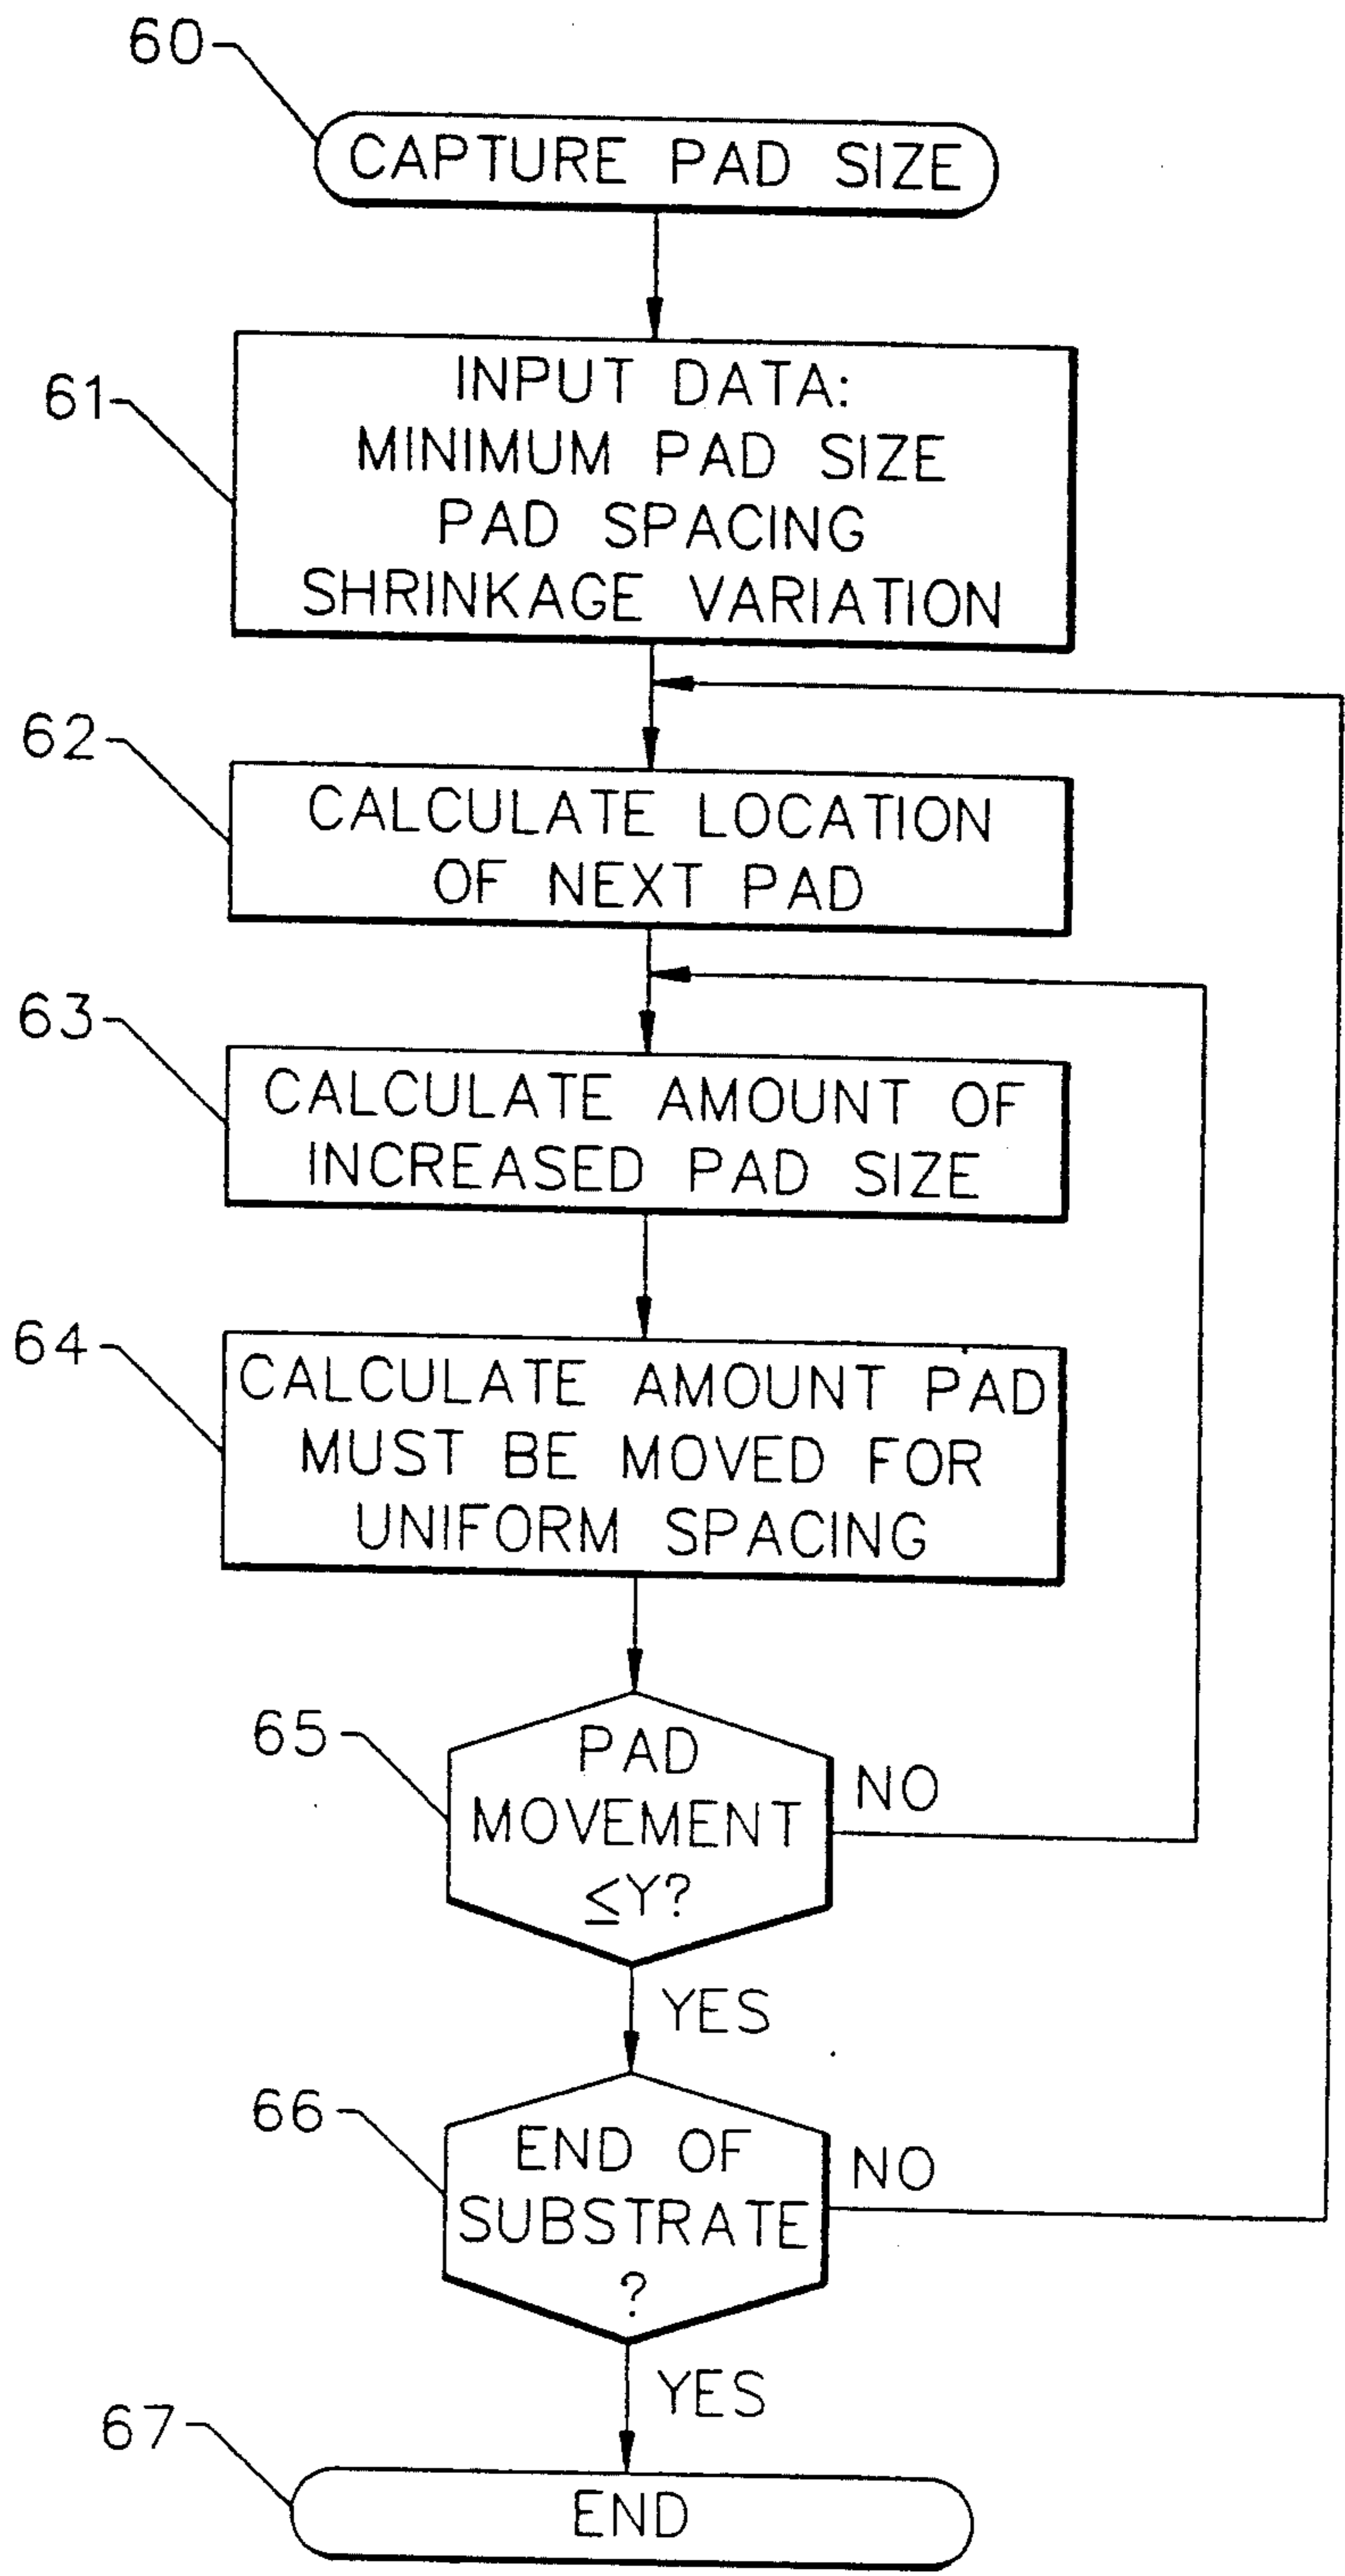 60
CAPTURE PAD SIZE
61
INPUT DATA:
MINIMUM PAD SIZE
PAD SPACING
SHRINKAGE VARIATION
62
CALCULATE LOCATION
OF NEXT PAD
63
CALCULATE AMOUNT OF
INCREASED PAD SIZE
64
CALCULATE AMOUNT PAD
MUST BE MOVED FOR
UNIFORM SPACING
65
PAD
MOVEMENT
≤Y?
NO
YES
66
END OF
SUBSTRATE
?
NO
YES
67
END